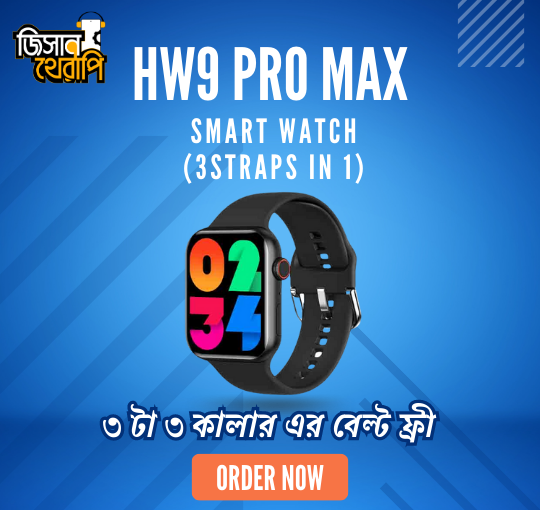 জিসান
থেরাপি
HW9 PRO MAX
SMART WATCH
(3STRAPS IN 1)
02
34
৩ টা ৩ কালার এর বেল্ট ফ্রী
ORDER NOW